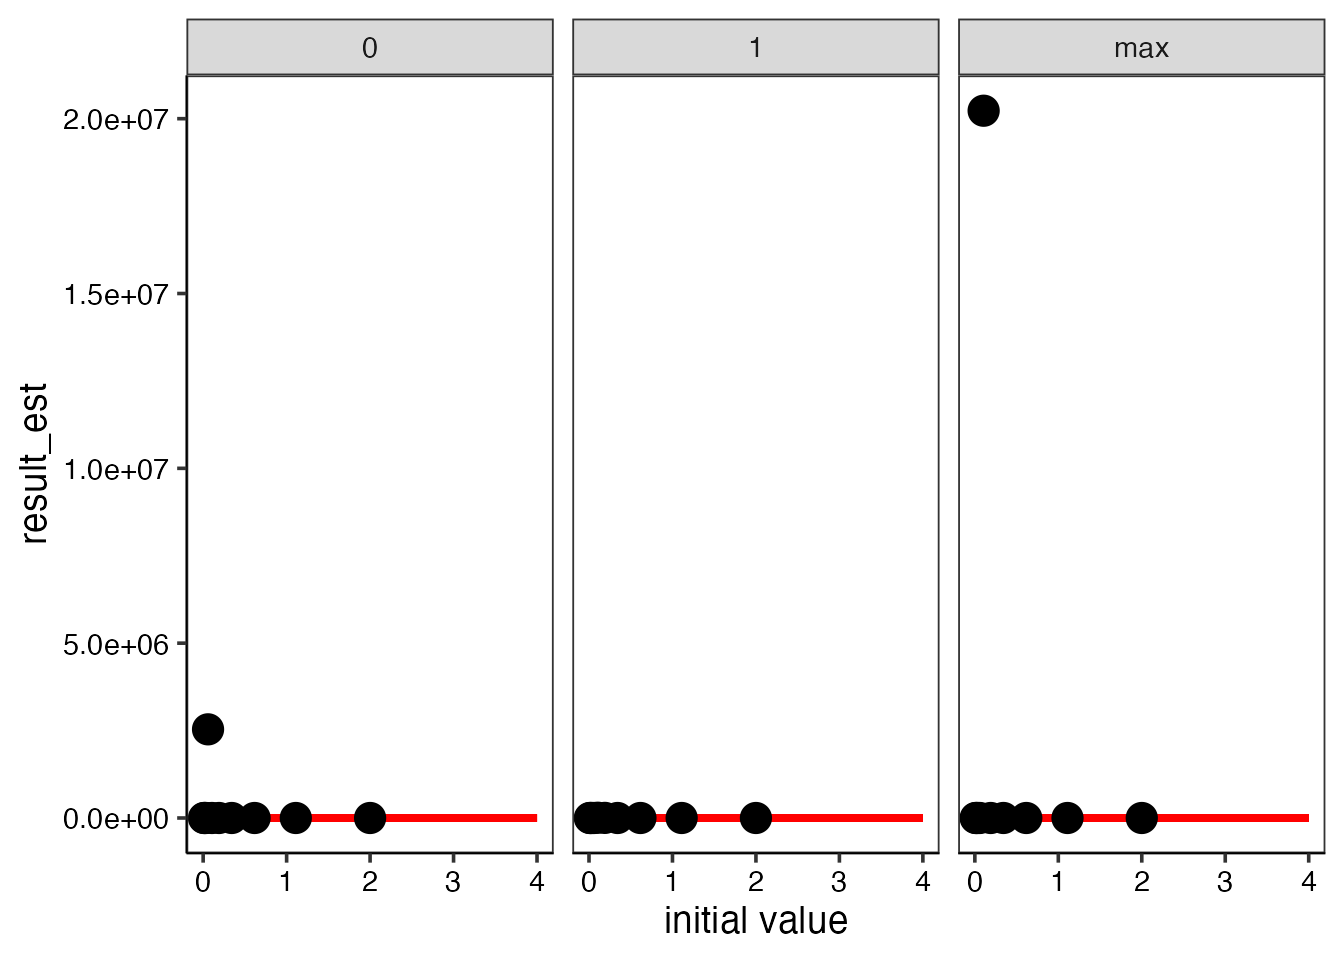 0 1 max
2.0e+07
1.5e+07
1.0e+07
5.0e+06
0.0e+00
result_est
0 1 2 3 4 0 1 2 3 4 0 1 2 3 4
initial value